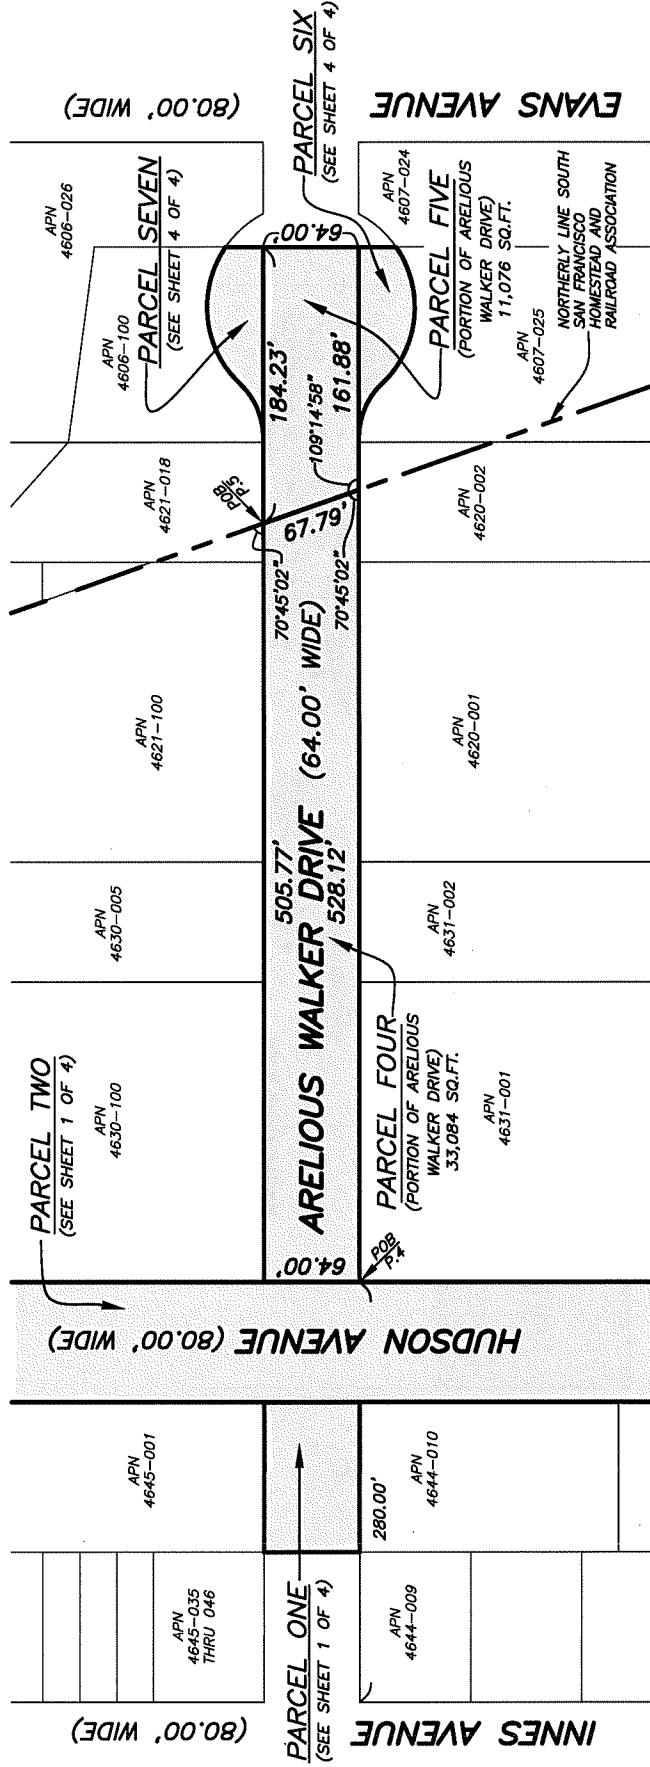 EVANS AVENUE (80.00' WIDE)
PARCEL SIX
(SEE SHEET 4 OF 4)
APN
4606-026
PARCEL SEVEN
(SEE SHEET 4 OF 4)
APN
4606-100
APN
4607-024
64.00'
PARCEL FIVE
(PORTION OF ARELIOUS
WALKER DRIVE)
11,076 SQ.FT.
APN
4607-025
NORTHERLY LINE SOUTH
SAN FRANCISCO
HOMESTEAD AND
RAILROAD ASSOCIATION
184.23'
161.88'
109°14'58"
APN
4621-018
POB
P.5
67.79'
70°45'02"
70°45'02"
APN
4620-002
APN
4621-100
APN
4620-001
ARELIOUS WALKER DRIVE (64.00' WIDE)
505.77'
528.12'
APN
4630-005
APN
4631-002
PARCEL TWO
(SEE SHEET 1 OF 4)
APN
4630-100
PARCEL FOUR
(PORTION OF ARELIOUS
WALKER DRIVE)
33,084 SQ.FT.
APN
4631-001
64.00'
POB
P.4
HUDSON AVENUE (80.00' WIDE)
APN
4645-001
280.00'
APN
4644-010
APN
4645-035
THRU 046
PARCEL ONE
(SEE SHEET 1 OF 4)
APN
4644-009
INNES AVENUE (80.00' WIDE)